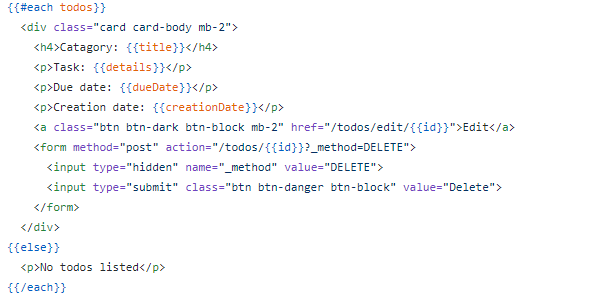 {{#each todos}}
<div class="card card-body mb-2">
<h4>Catagory: {{title}}</h4>
<p>Task: {{details}}</p>
<p>Due date: {{dueDate}}</p>
<p>Creation date: {{creationDate}}</p>
<a class="btn btn-dark btn-block mb-2" href="/todos/edit/{{id}}">Edit</a>
<form method="post" action="/todos/{{id}}?_method=DELETE">
<input type="hidden" name="_method" value="DELETE">
<input type="submit" class="btn btn-danger btn-block" value="Delete">
</form>
</div>
{{else}}
<p>No todos listed</p>
{{/each}}